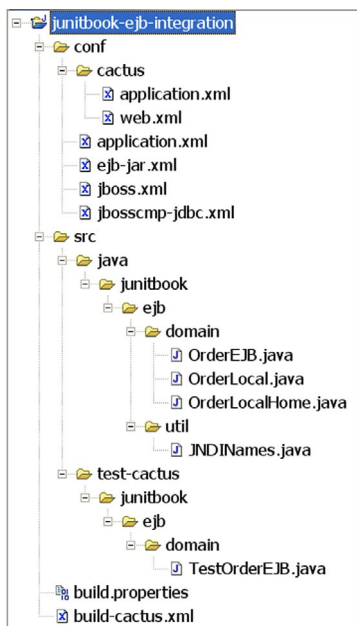 junitbook-ejb-integration
conf
cactus
application.xml
web.xml
application.xml
ejb-jar.xml
jboss.xml
jbosscmp-jdbc.xml
src
java
junitbook
ejb
domain
OrderEJB.java
OrderLocal.java
OrderLocalHome.java
util
JNDINames.java
test-cactus
junitbook
ejb
domain
TestOrderEJB.java
build.properties
build-cactus.xml